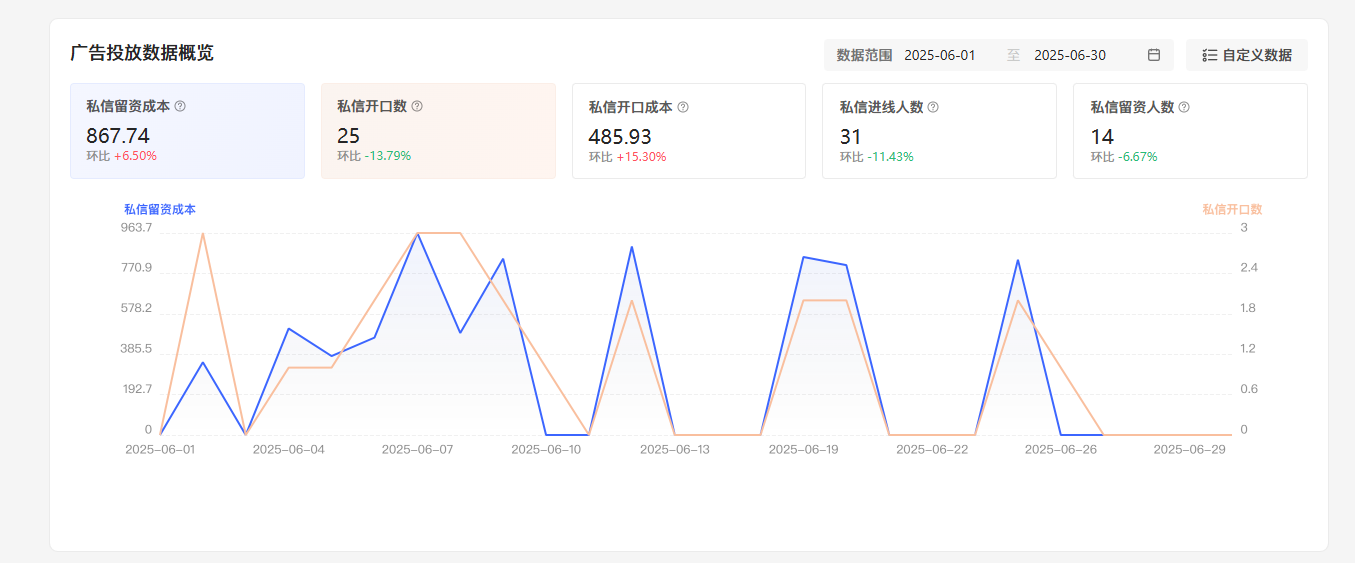 广告投放数据概览
数据范围 2025-06-01 至 2025-06-30
自定义数据
私信留资成本
867.74
环比 +6.50%
私信开口数
25
环比 -13.79%
私信开口成本
485.93
环比 +15.30%
私信进线人数
31
环比 -11.43%
私信留资人数
14
环比 -6.67%
私信留资成本
私信开口数
963.7
770.9
578.2
385.5
192.7
0
3
2.4
1.8
1.2
0.6
0
2025-06-01 2025-06-04 2025-06-07 2025-06-10 2025-06-13 2025-06-19 2025-06-22 2025-06-26 2025-06-29